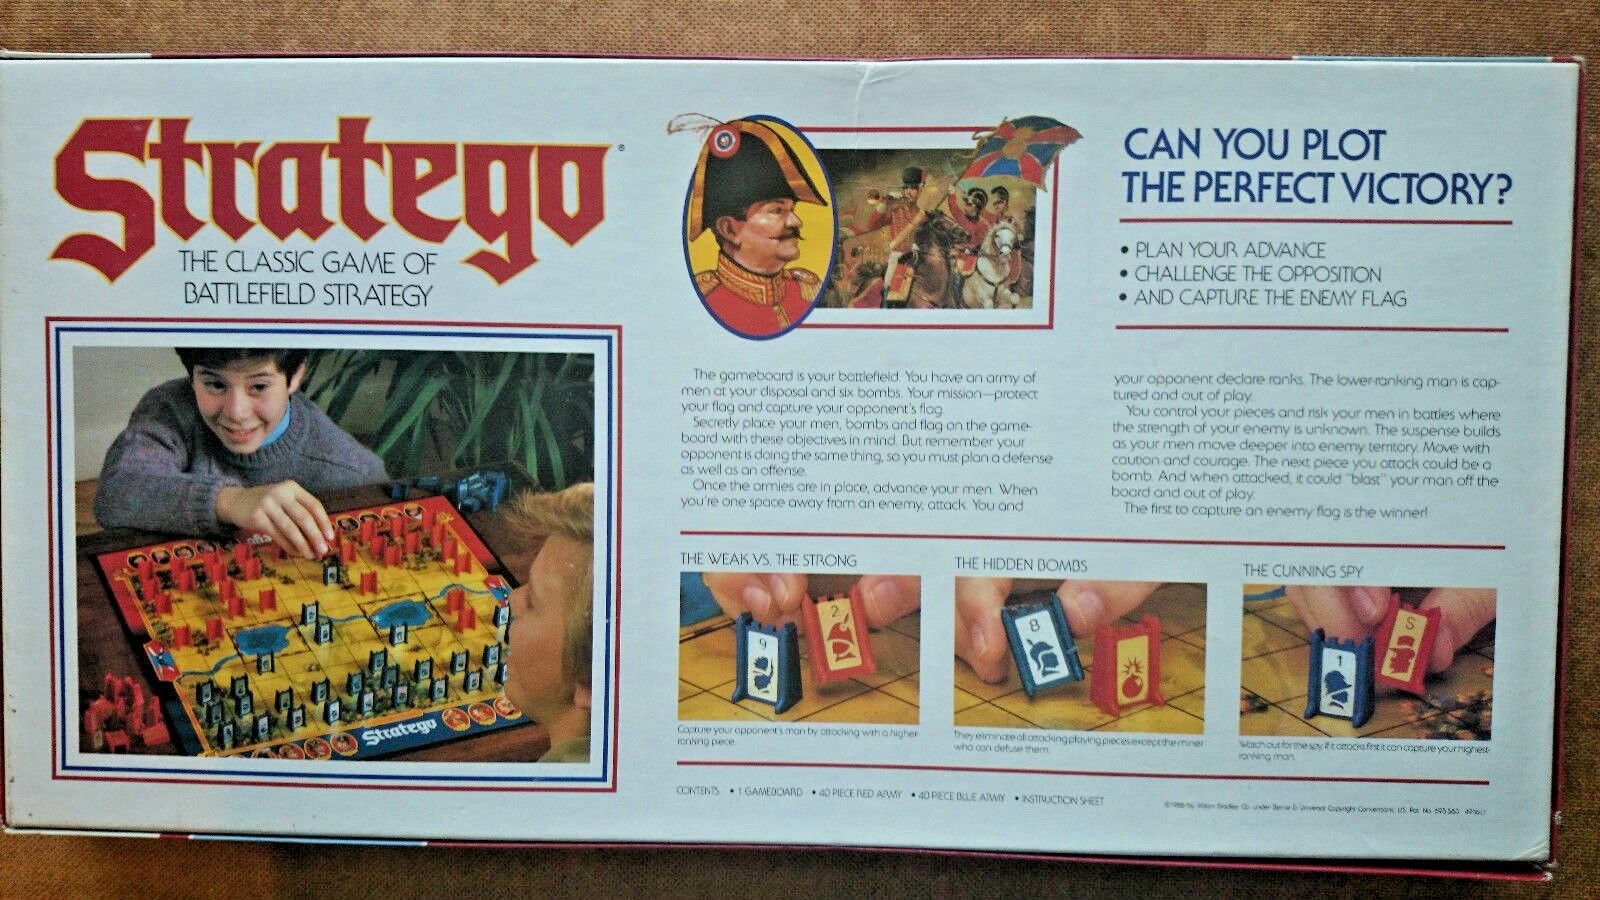 Stratego®
THE CLASSIC GAME OF
BATTLEFIELD STRATEGY
Stratego
CAN YOU PLOT
THE PERFECT VICTORY?
• PLAN YOUR ADVANCE
• CHALLENGE THE OPPOSITION
• AND CAPTURE THE ENEMY FLAG
The gameboard is your battlefield. You have an army of
men at your disposal and six bombs. Your mission—protect
your flag and capture your opponent's flag.
Secretly place your men, bombs and flag on the game-
board with these objectives in mind. But remember your
opponent is doing the same thing, so you must plan a defense
as well as an offense.
Once the armies are in place, advance your men. When
you're one space away from an enemy, attack. You and
your opponent declare ranks. The lower-ranking man is cap-
tured and out of play.
You control your pieces and risk your men in battles where
the strength of your enemy is unknown. The suspense builds
as your men move deeper into enemy territory. Move with
caution and courage. The next piece you attack could be a
bomb. And when attacked, it could "blast" your man off the
board and out of play.
The first to capture an enemy flag is the winner!
THE WEAK VS. THE STRONG
9
2
Capture your opponent's man by attacking with a higher-
ranking piece.
THE HIDDEN BOMBS
8
They eliminate all attacking playing pieces except the miner
who can defuse them.
THE CUNNING SPY
1
S
Watch out for the spy. If it attacks first it can capture your highest-
ranking man.
CONTENTS: • 1 GAMEBOARD • 40 PIECE RED ARMY • 40 PIECE BLUE ARMY • INSTRUCTION SHEET
©1986 by Milton Bradley Co. under Berne & Universal Copyright Conventions. U.S. Pat. No.